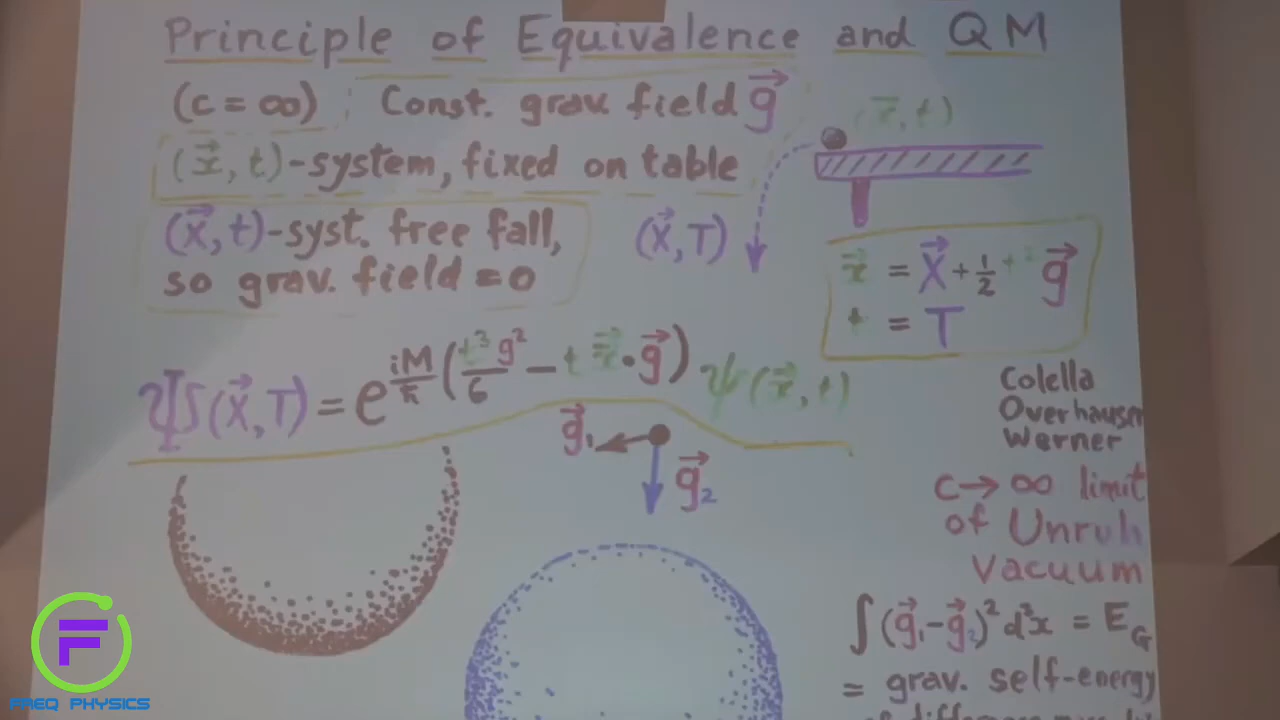 Principle of Equivalence and QM
(c = ∞) Const. grav. field g⃗
(x⃗, t)
(x⃗, t)-system, fixed on table
(X⃗, t)-syst. free fall, (X⃗, T)
so grav. field = 0
x⃗ = X⃗ + ½ t² g⃗
t = T
Ψ(X⃗, T) = e^{iM/ħ (t³g²/6 − t x⃗·g⃗)} ψ(x⃗, t)
Colella
Overhauser
Werner
g⃗₁
g⃗₂
c→∞ limit
of Unruh
Vacuum
∫(g⃗₁−g⃗₂)² d³x = E_G
= grav. self-energy
FREQ PHYSICS